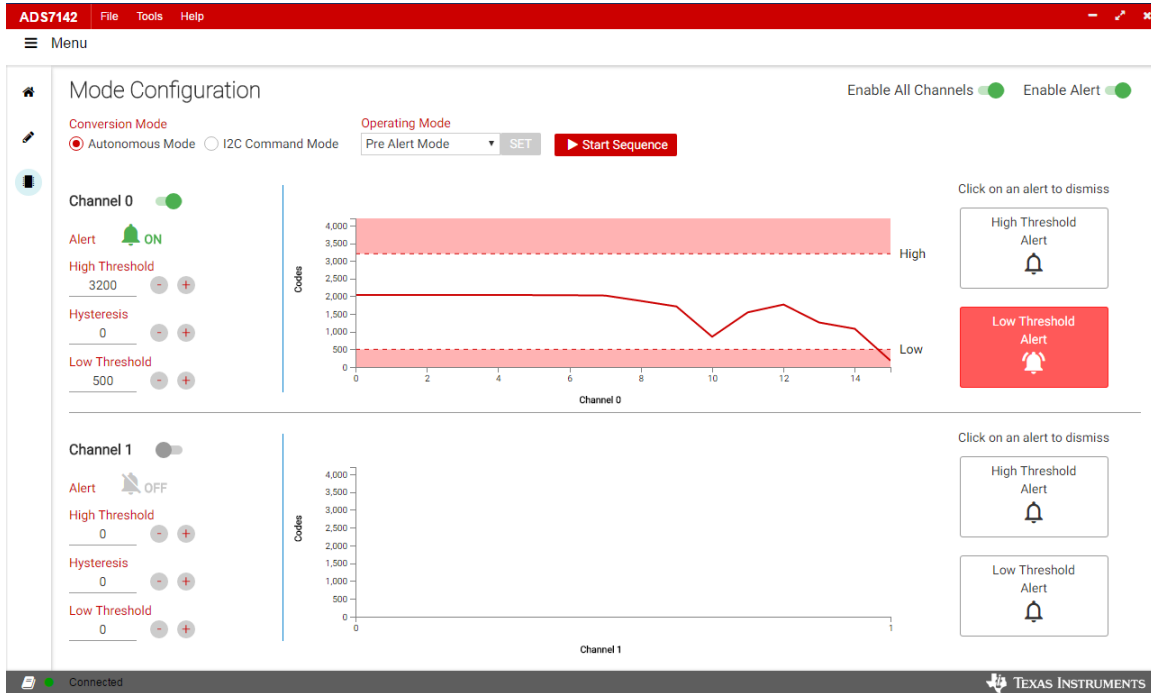 ADS7142 File Tools Help
Menu
Mode Configuration
Enable All Channels Enable Alert
Conversion Mode
Autonomous Mode I2C Command Mode
Operating Mode
Pre Alert Mode SET Start Sequence
Channel 0
Alert ON
High Threshold
3200 - +
Hysteresis
0 - +
Low Threshold
500 - +
Codes
4,000
3,500
3,000
2,500
2,000
1,500
1,000
500
0
0 2 4 6 8 10 12 14
Channel 0
High
Low
Click on an alert to dismiss
High Threshold
Alert
Low Threshold
Alert
Channel 1
Alert OFF
High Threshold
0 - +
Hysteresis
0 - +
Low Threshold
0 - +
Codes
4,000
3,500
3,000
2,500
2,000
1,500
1,000
500
0
0 1
Channel 1
Click on an alert to dismiss
High Threshold
Alert
Low Threshold
Alert
Connected
TEXAS INSTRUMENTS